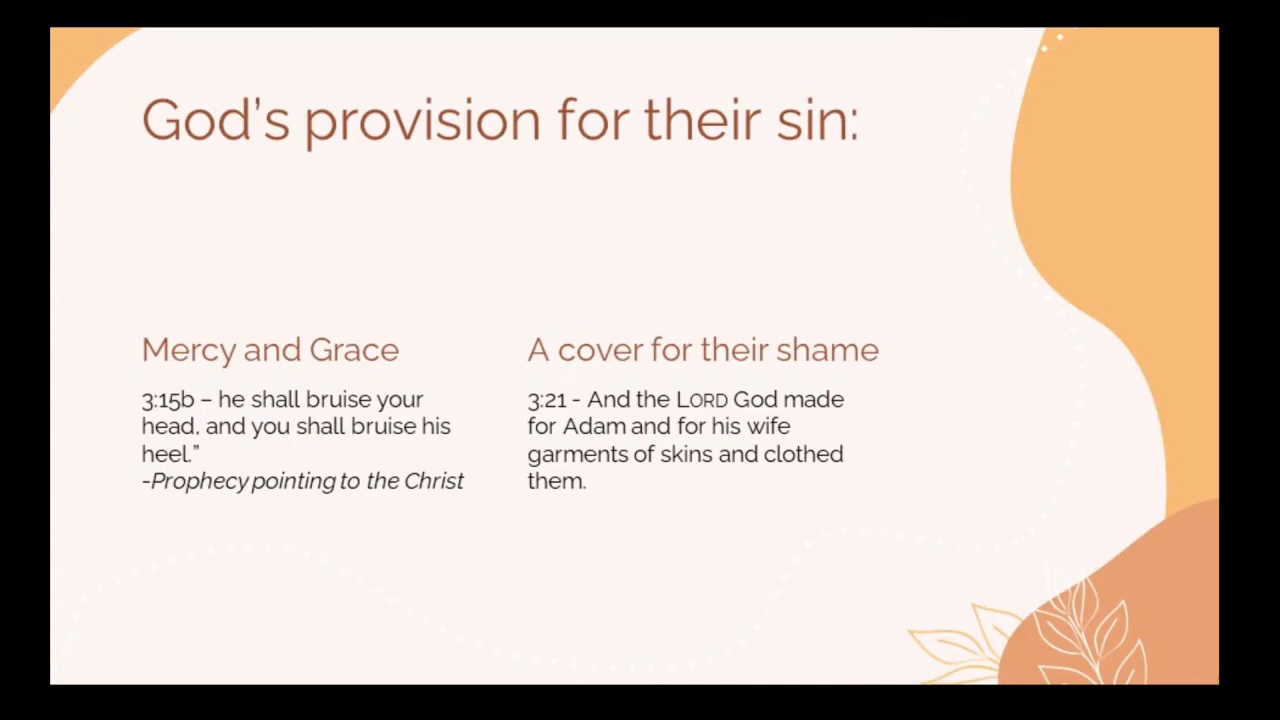 God’s provision for their sin:
Mercy and Grace
3:15b – he shall bruise your
head, and you shall bruise his
heel.”
-Prophecy pointing to the Christ
A cover for their shame
3:21 - And the LORD God made
for Adam and for his wife
garments of skins and clothed
them.